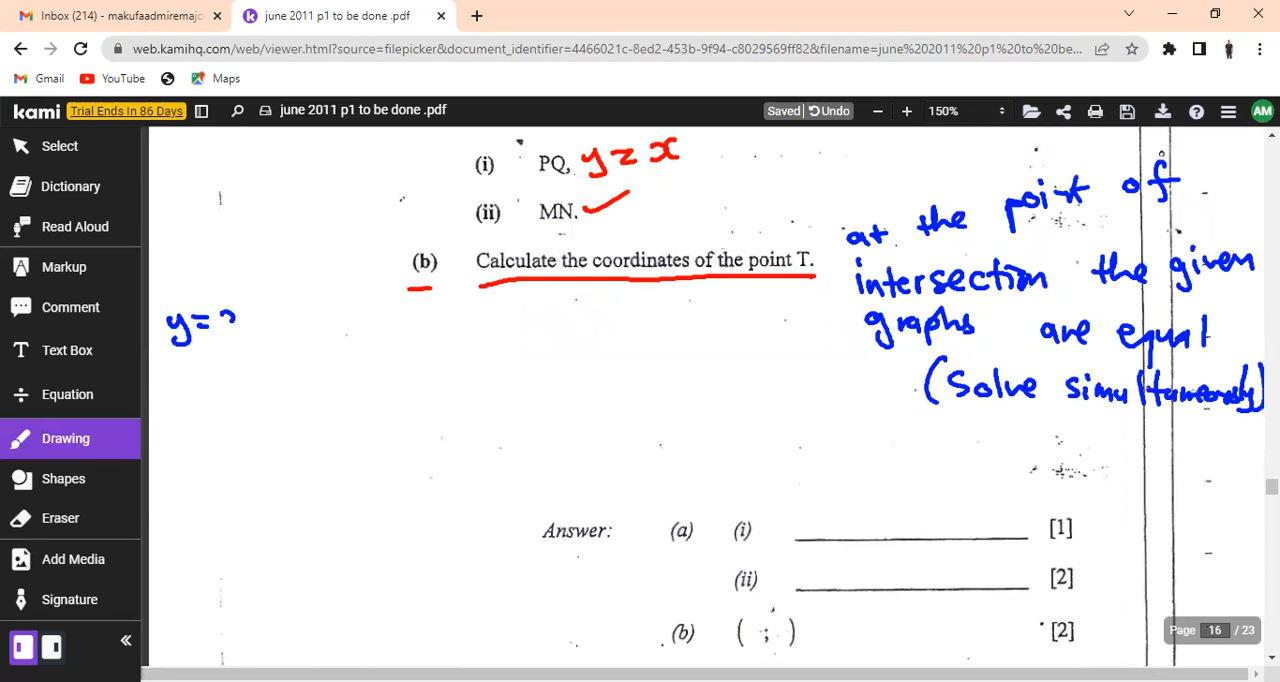 Inbox (214) - makufaadmiremajo
june 2011 p1 to be done .pdf
web.kamihq.com/web/viewer.html?source=filepicker&document_identifier=4466021c-8ed2-453b-9f94-c8029569ff82&filename=june%202011%20p1%20to%20be...
Gmail
YouTube
Maps
kami
Trial Ends In 86 Days
june 2011 p1 to be done .pdf
Saved
Undo
150%
AM
Select
Dictionary
Read Aloud
Markup
Comment
Text Box
Equation
Drawing
Shapes
Eraser
Add Media
Signature
(i) PQ, y = x
(ii) MN.
(b) Calculate the coordinates of the point T.
at the point of
intersection the given
graphs are equal
(Solve simultaneously)
y =
Answer: (a) (i) [1]
(ii) [2]
(b) ( ; ) [2]
Page 16 / 23